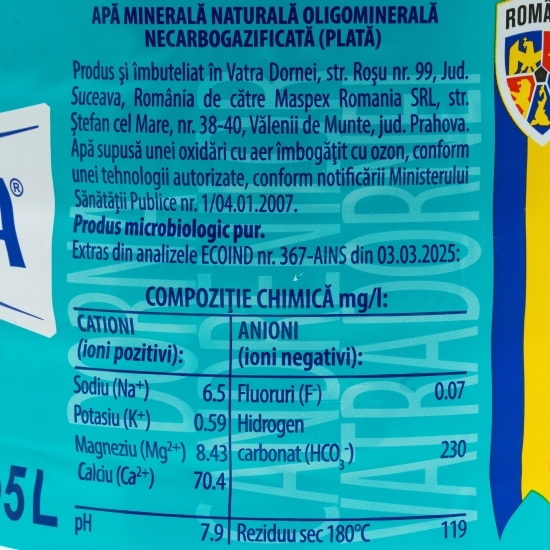 APĂ MINERALĂ NATURALĂ OLIGOMINERALĂ
NECARBOGAZIFICATĂ (PLATĂ)
Produs şi îmbuteliat în Vatra Dornei, str. Roşu nr. 99, Jud.
Suceava, România de către Maspex Romania SRL, str.
Ştefan cel Mare, nr. 38-40, Vălenii de Munte, jud. Prahova.
Apă supusă unei oxidări cu aer îmbogăţit cu ozon, conform
unei tehnologii autorizate, conform notificării Ministerului
Sănătăţii Publice nr. 1/04.01.2007.
Produs microbiologic pur.
Extras din analizele ECOIND nr. 367-AINS din 03.03.2025:
COMPOZIŢIE CHIMICĂ mg/l:
CATIONI ANIONI
(ioni pozitivi): (ioni negativi):
Sodiu (Na⁺) 6.5 Fluoruri (F⁻) 0.07
Potasiu (K⁺) 0.59 Hidrogen
Magneziu (Mg²⁺) 8.43 carbonat (HCO₃⁻) 230
Calciu (Ca²⁺) 70.4
pH 7.9 Reziduu sec 180°C 119
A®
5L
ROMÂ
VATRA DORNEI